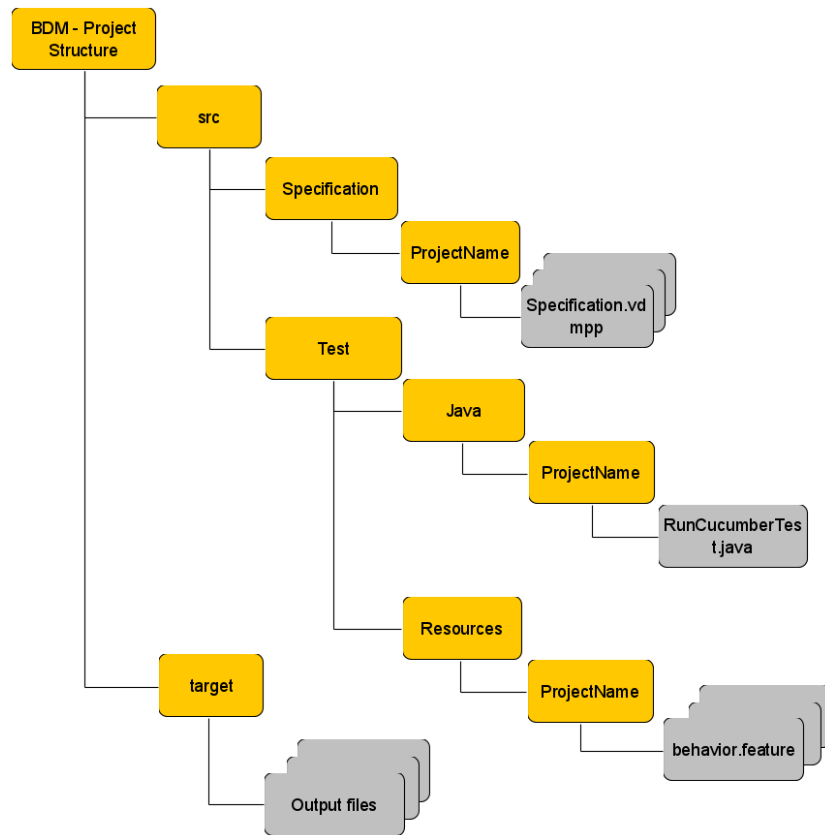 BDM - Project
Structure
src
Specification
ProjectName
Specification.vd
mpp
Test
Java
ProjectName
RunCucumberTes
t.java
Resources
target
ProjectName
behavior.feature
Output files